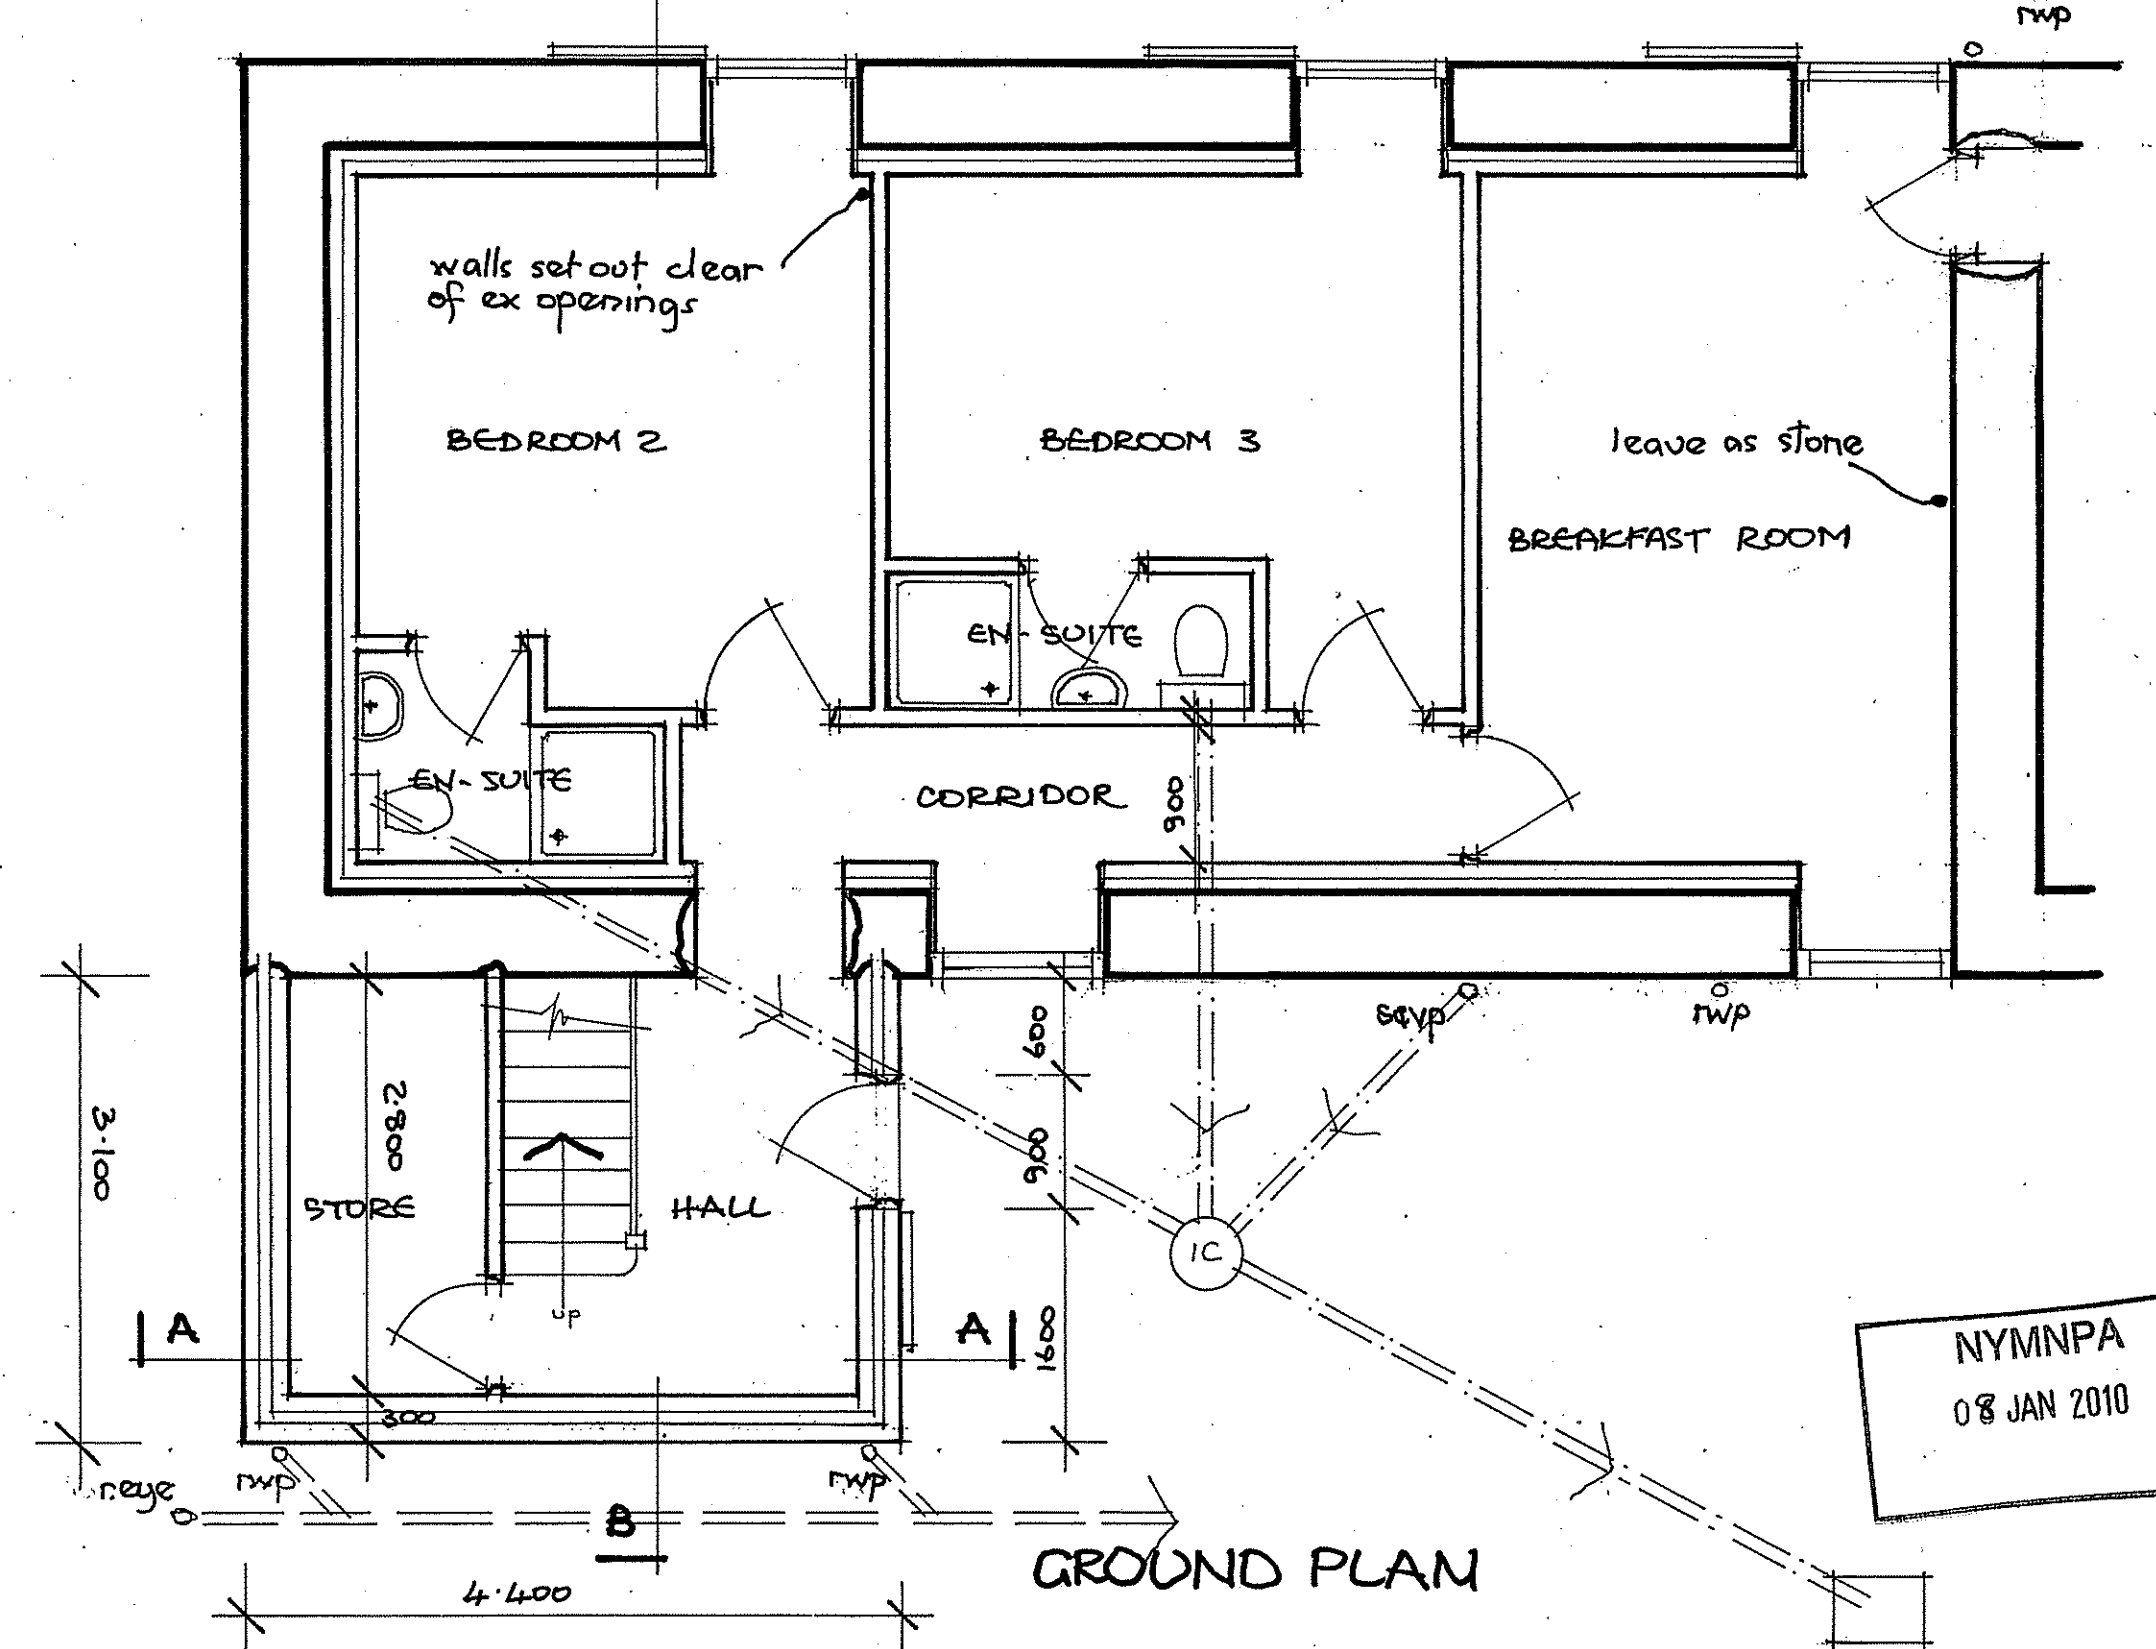 rwp
walls set out clear
of ex openings
BEDROOM 2
BEDROOM 3
leave as stone
BREAKFAST ROOM
EN-SUITE
EN-SUITE
CORRIDOR
900
600
scvp
rwp
3.100
2.800
900
STORE
HALL
IC
up
A
A
1600
300
NYMNPA
08 JAN 2010
r.eye
rwp
rwp
B
GROUND PLAN
4.400